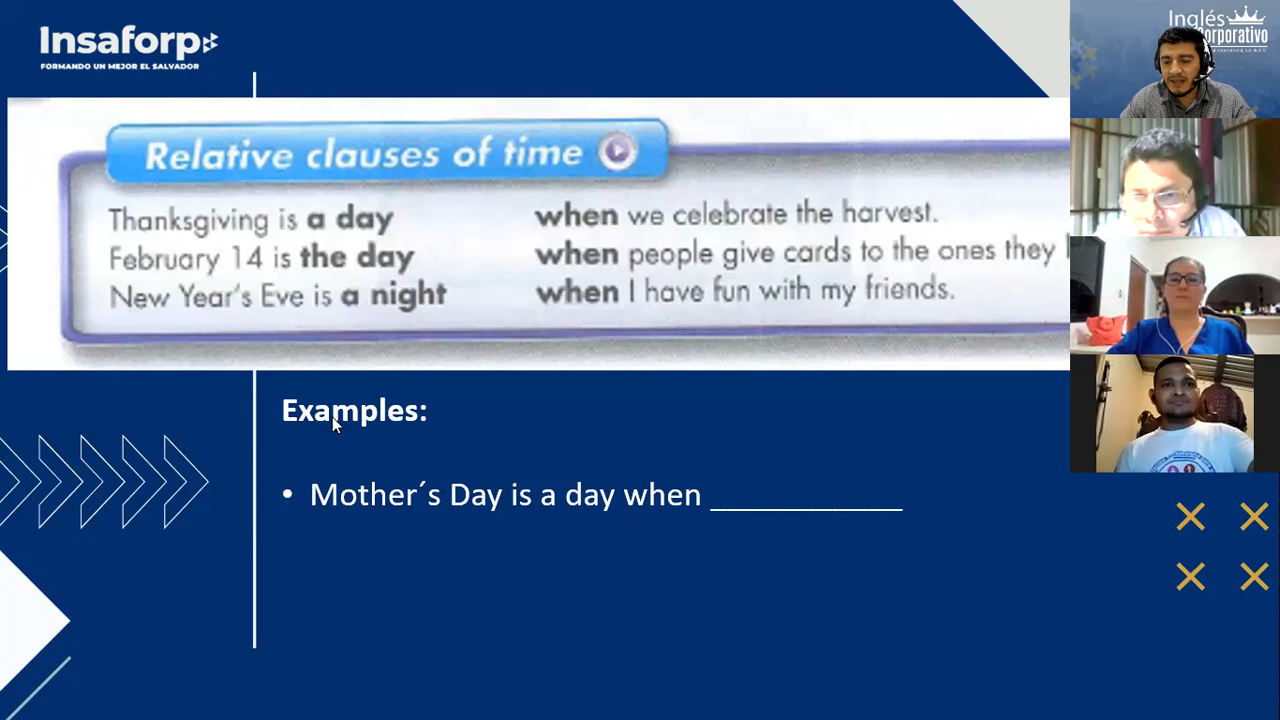 Insaforp
FORMANDO UN MEJOR EL SALVADOR
Inglés
Corporativo
Relative clauses of time
Thanksgiving is a day when we celebrate the harvest.
February 14 is the day when people give cards to the ones they
New Year's Eve is a night when I have fun with my friends.
Examples:
• Mother´s Day is a day when ____________